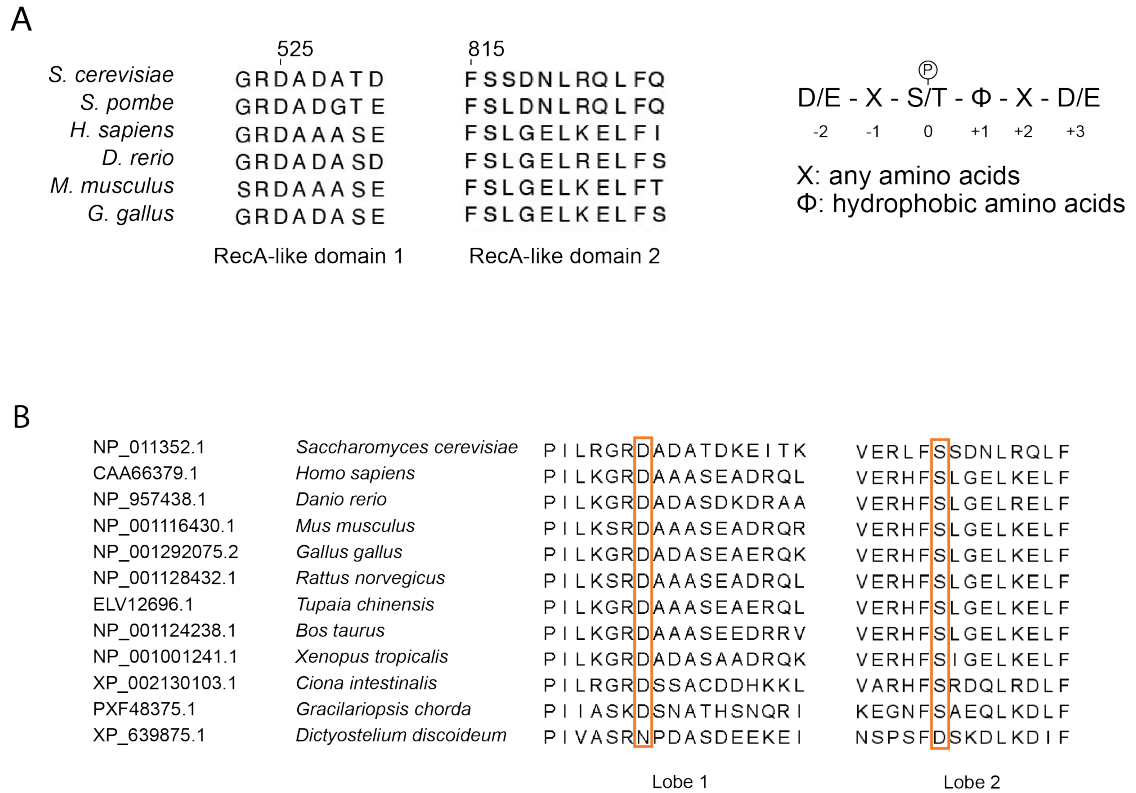 A
525 815
S. cerevisiae GRDADATD FSSDNLRQLFQ
S. pombe GRDADGTE FSLDNLRQLFQ
H. sapiens GRDAAASE FSLGELKELFI
D. rerio GRDADASD FSLGELRELFS
M. musculus SRDAAASE FSLGELKELFT
G. gallus GRDADASE FSLGELKELFS
RecA-like domain 1 RecA-like domain 2
P
D/E - X - S/T - Φ - X - D/E
-2 -1 0 +1 +2 +3
X: any amino acids
Φ: hydrophobic amino acids
B
NP_011352.1 Saccharomyces cerevisiae PILRGRDADATDKEITK VERLFSSDNLRQLF
CAA66379.1 Homo sapiens PILKGRDAAASEADRQL VERHFSLGELKELF
NP_957438.1 Danio rerio PILKGRDADASDKDRAA VERHFSLGELRELF
NP_001116430.1 Mus musculus PILKSRDAAASEADRQR VERHFSLGELKELF
NP_001292075.2 Gallus gallus PILKGRDADASEAERQK VERHFSLGELKELF
NP_001128432.1 Rattus norvegicus PILKSRDAAASEADRQL VERHFSLGELKELF
ELV12696.1 Tupaia chinensis PILKGRDAAASEAERQL VERHFSLGELKELF
NP_001124238.1 Bos taurus PILKGRDAAASEEDRRV VERHFSLGELKELF
NP_001001241.1 Xenopus tropicalis PILKGRDADASAADRQK VERHFSIGELKELF
XP_002130103.1 Ciona intestinalis PILRGRDSSACDDHKKL VARHFSRDQLRDLF
PXF48375.1 Gracilariopsis chorda PIIASKDSNATHSNQRI KEGNFSAEQLKDLF
XP_639875.1 Dictyostelium discoideum PIVASRNPDASDEEKEI NSPSFDSKDLKDIF
Lobe 1 Lobe 2